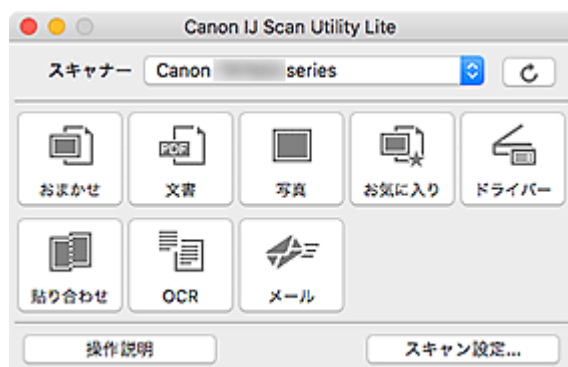 Canon IJ Scan Utility Lite
スキャナー Canon series
おまかせ 文書 写真 お気に入り ドライバー
貼り合わせ OCR メール
操作説明 スキャン設定...